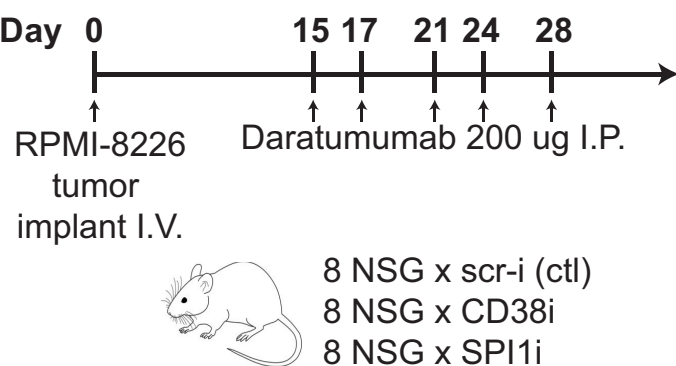 Day 0 15 17 21 24 28
RPMI-8226
tumor
implant I.V.
Daratumumab 200 ug I.P.
8 NSG x scr-i (ctl)
8 NSG x CD38i
8 NSG x SPI1i